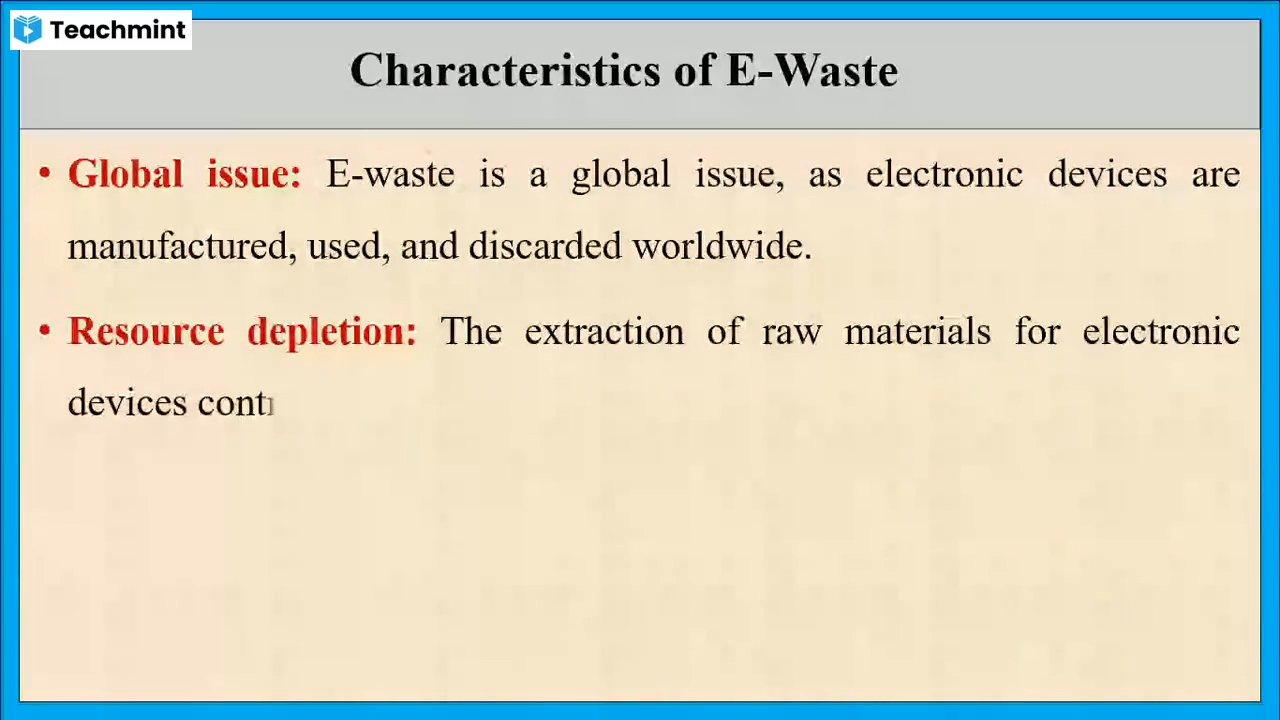 Teachmint
Characteristics of E-Waste
• Global issue: E-waste is a global issue, as electronic devices are
manufactured, used, and discarded worldwide.
• Resource depletion: The extraction of raw materials for electronic
devices cont